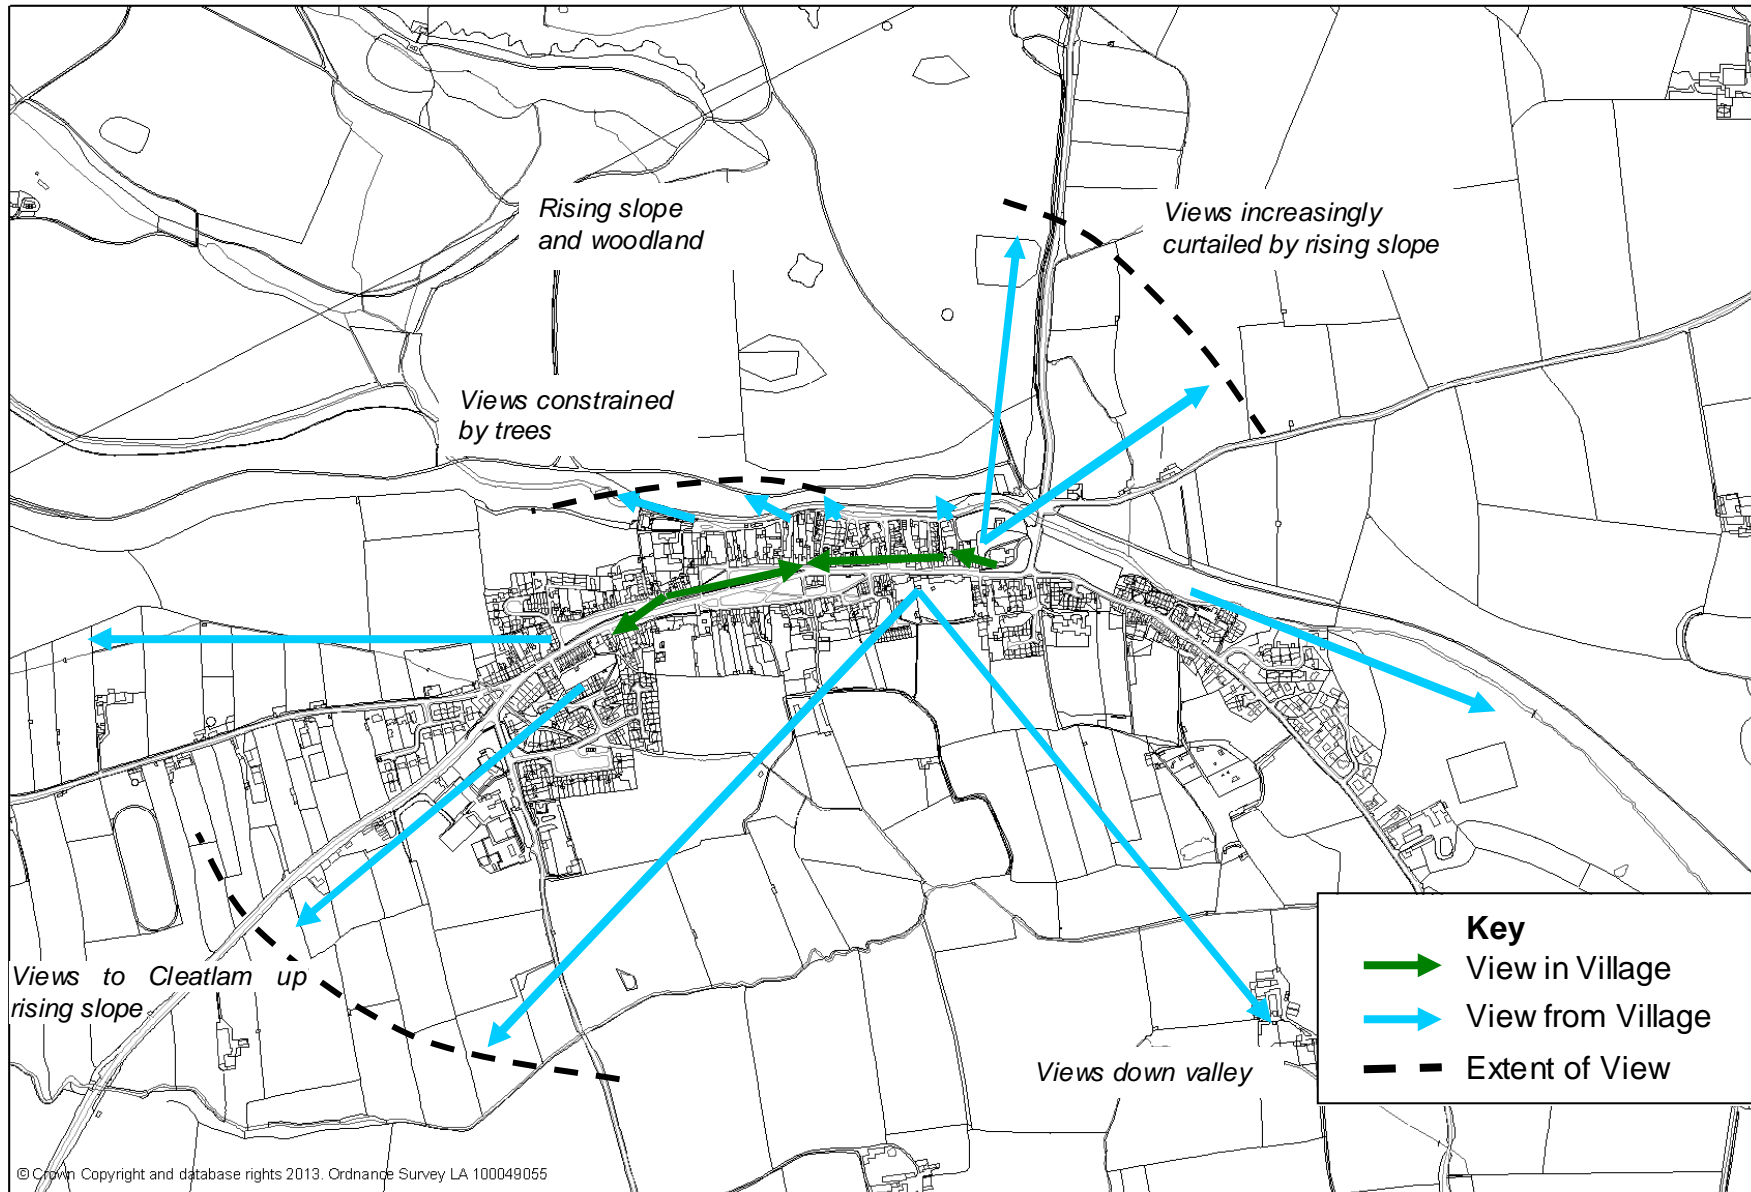 Rising slope
and woodland
Views increasingly
curtailed by rising slope
Views constrained
by trees
Views to Cleatlam up
rising slope
Views down valley
Key
View in Village
View from Village
Extent of View
© Crown Copyright and database rights 2013. Ordnance Survey LA 100049055